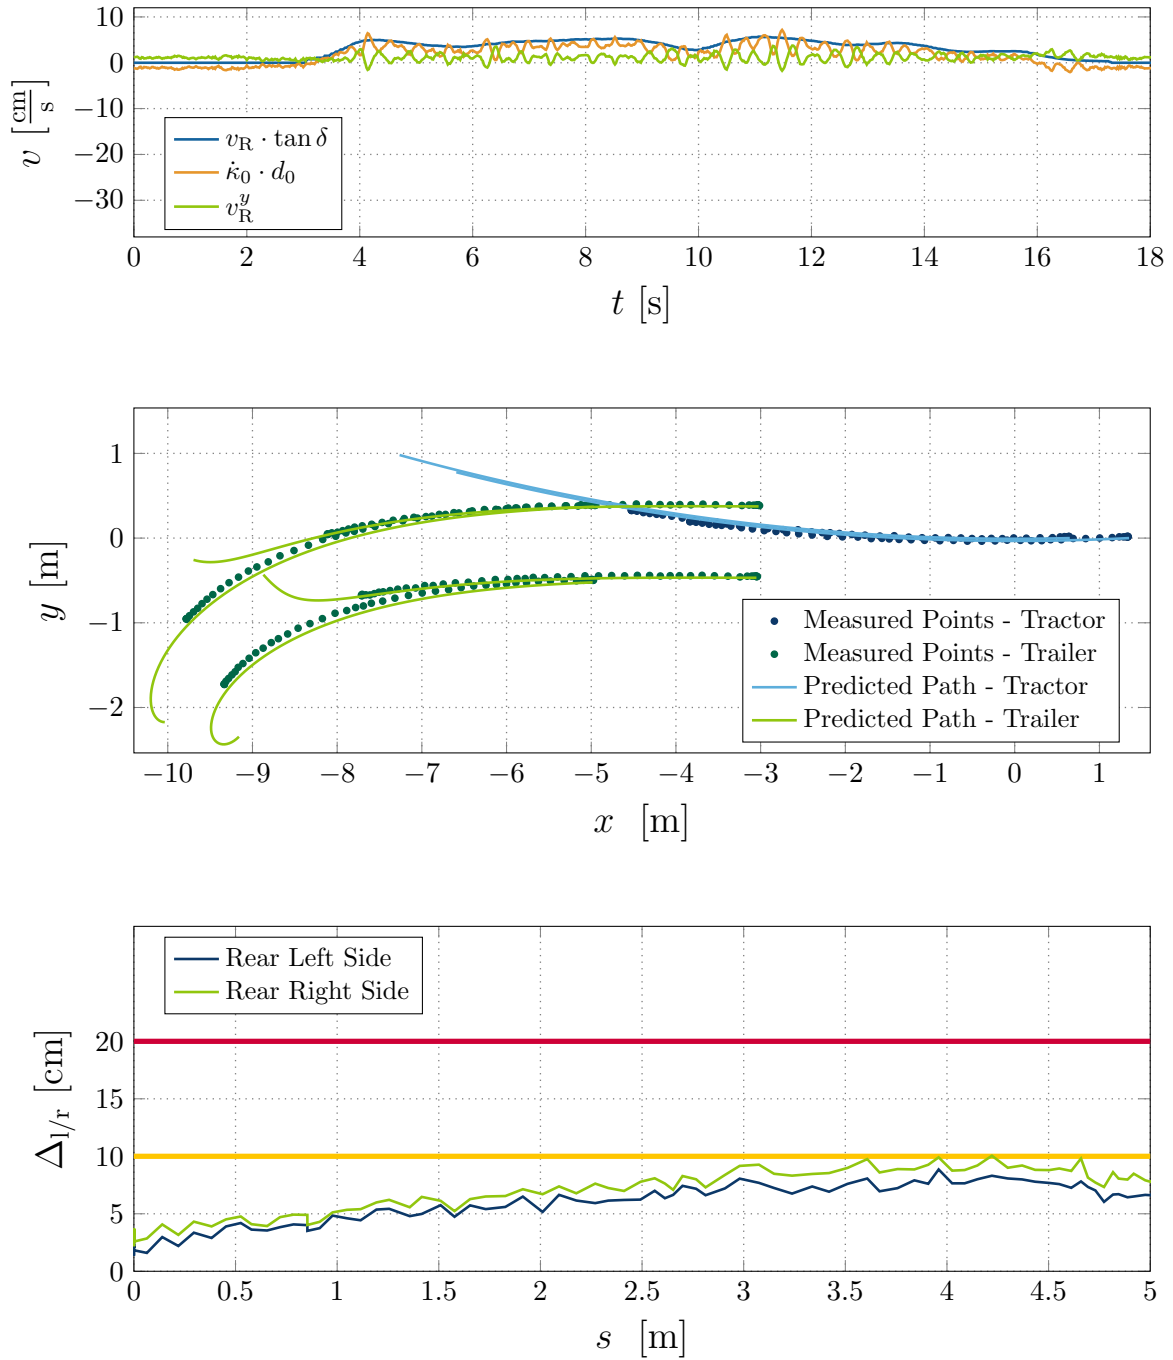 10
0
−10
−20
−30
v [cm/s]
v_R · tan δ
κ̇_0 · d_0
v_R^y
0 2 4 6 8 10 12 14 16 18
t [s]
1
0
−1
−2
y [m]
Measured Points - Tractor
Measured Points - Trailer
Predicted Path - Tractor
Predicted Path - Trailer
−10 −9 −8 −7 −6 −5 −4 −3 −2 −1 0 1
x [m]
Rear Left Side
Rear Right Side
20
15
10
5
0
Δ_l/r [cm]
0 0.5 1 1.5 2 2.5 3 3.5 4 4.5 5
s [m]